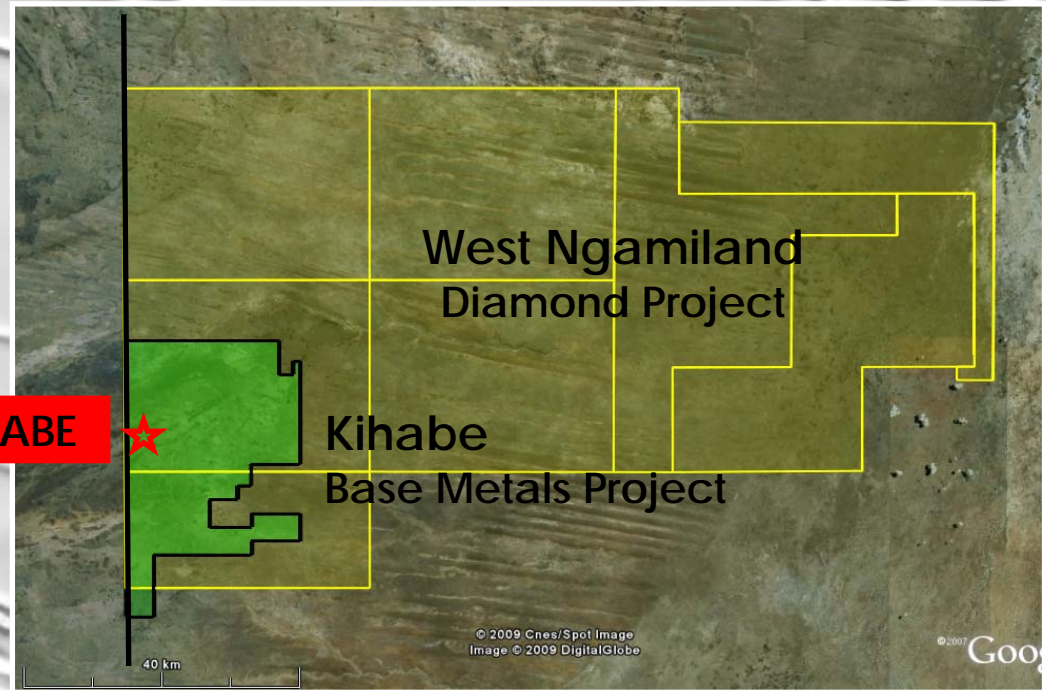 West Ngamiland
Diamond Project
ABE
Kihabe
Base Metals Project
© 2009 Cnes/Spot Image
Image © 2009 DigitalGlobe
©2007 Goog
40 km